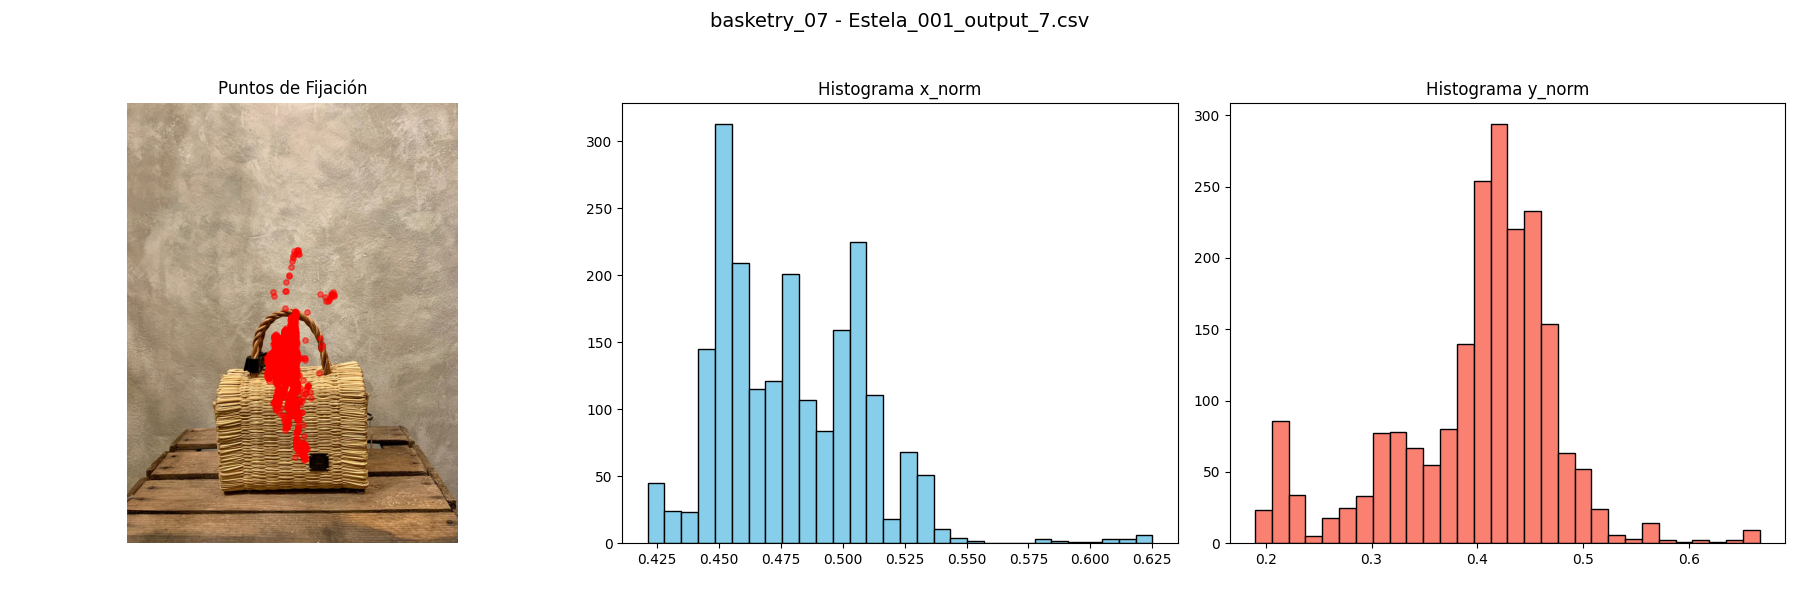 basketry_07 - Estela_001_output_7.csv
Puntos de Fijación
Histograma x_norm
300
250
200
150
100
50
0
0.425 0.450 0.475 0.500 0.525 0.550 0.575 0.600 0.625
Histograma y_norm
300
250
200
150
100
50
0
0.2 0.3 0.4 0.5 0.6